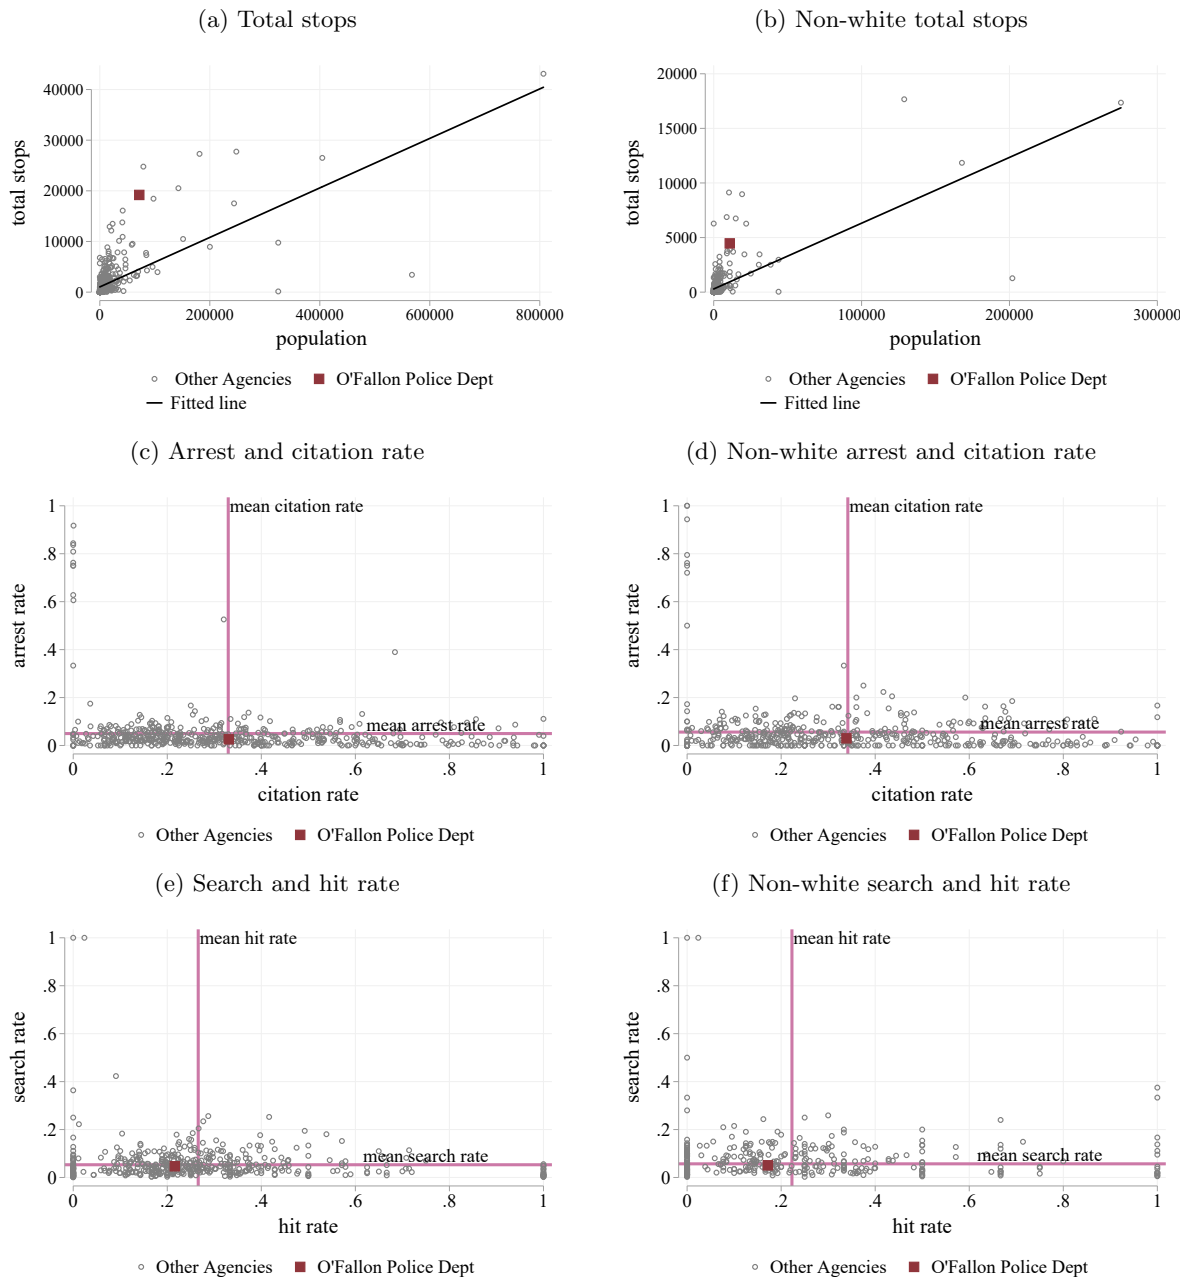 (a) Total stops
(b) Non-white total stops
total stops
40000
30000
20000
10000
0
0 200000 400000 600000 800000
population
Other Agencies O'Fallon Police Dept
Fitted line
total stops
20000
15000
10000
5000
0
0 100000 200000 300000
population
Other Agencies O'Fallon Police Dept
Fitted line
(c) Arrest and citation rate
(d) Non-white arrest and citation rate
arrest rate
1
.8
.6
.4
.2
0
mean citation rate
mean arrest rate
0 .2 .4 .6 .8 1
citation rate
Other Agencies O'Fallon Police Dept
arrest rate
1
.8
.6
.4
.2
0
mean citation rate
mean arrest rate
0 .2 .4 .6 .8 1
citation rate
Other Agencies O'Fallon Police Dept
(e) Search and hit rate
(f) Non-white search and hit rate
search rate
1
.8
.6
.4
.2
0
mean hit rate
mean search rate
0 .2 .4 .6 .8 1
hit rate
Other Agencies O'Fallon Police Dept
search rate
1
.8
.6
.4
.2
0
mean hit rate
mean search rate
0 .2 .4 .6 .8 1
hit rate
Other Agencies O'Fallon Police Dept